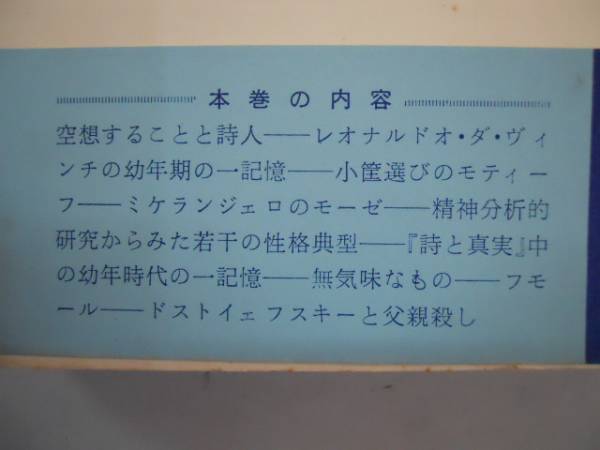 本巻の内容
空想することと詩人——レオナルドオ・ダ・ヴィ
ンチの幼年期の一記憶——小筐選びのモティー
フ——ミケランジェロのモーゼ——精神分析的
研究からみた若干の性格典型——『詩と真実』中
の幼年時代の一記憶——無気味なもの——フモ
ール——ドストイェフスキーと父親殺し